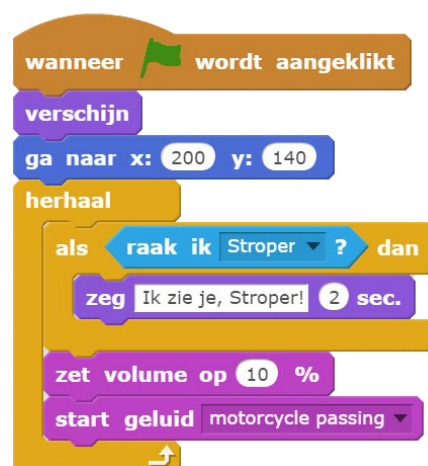 wanneer wordt aangeklikt
verschijn
ga naar x: 200 y: 140
herhaal
als raak ik Stroper ? dan
zeg Ik zie je, Stroper! 2 sec.
zet volume op 10 %
start geluid motorcycle passing